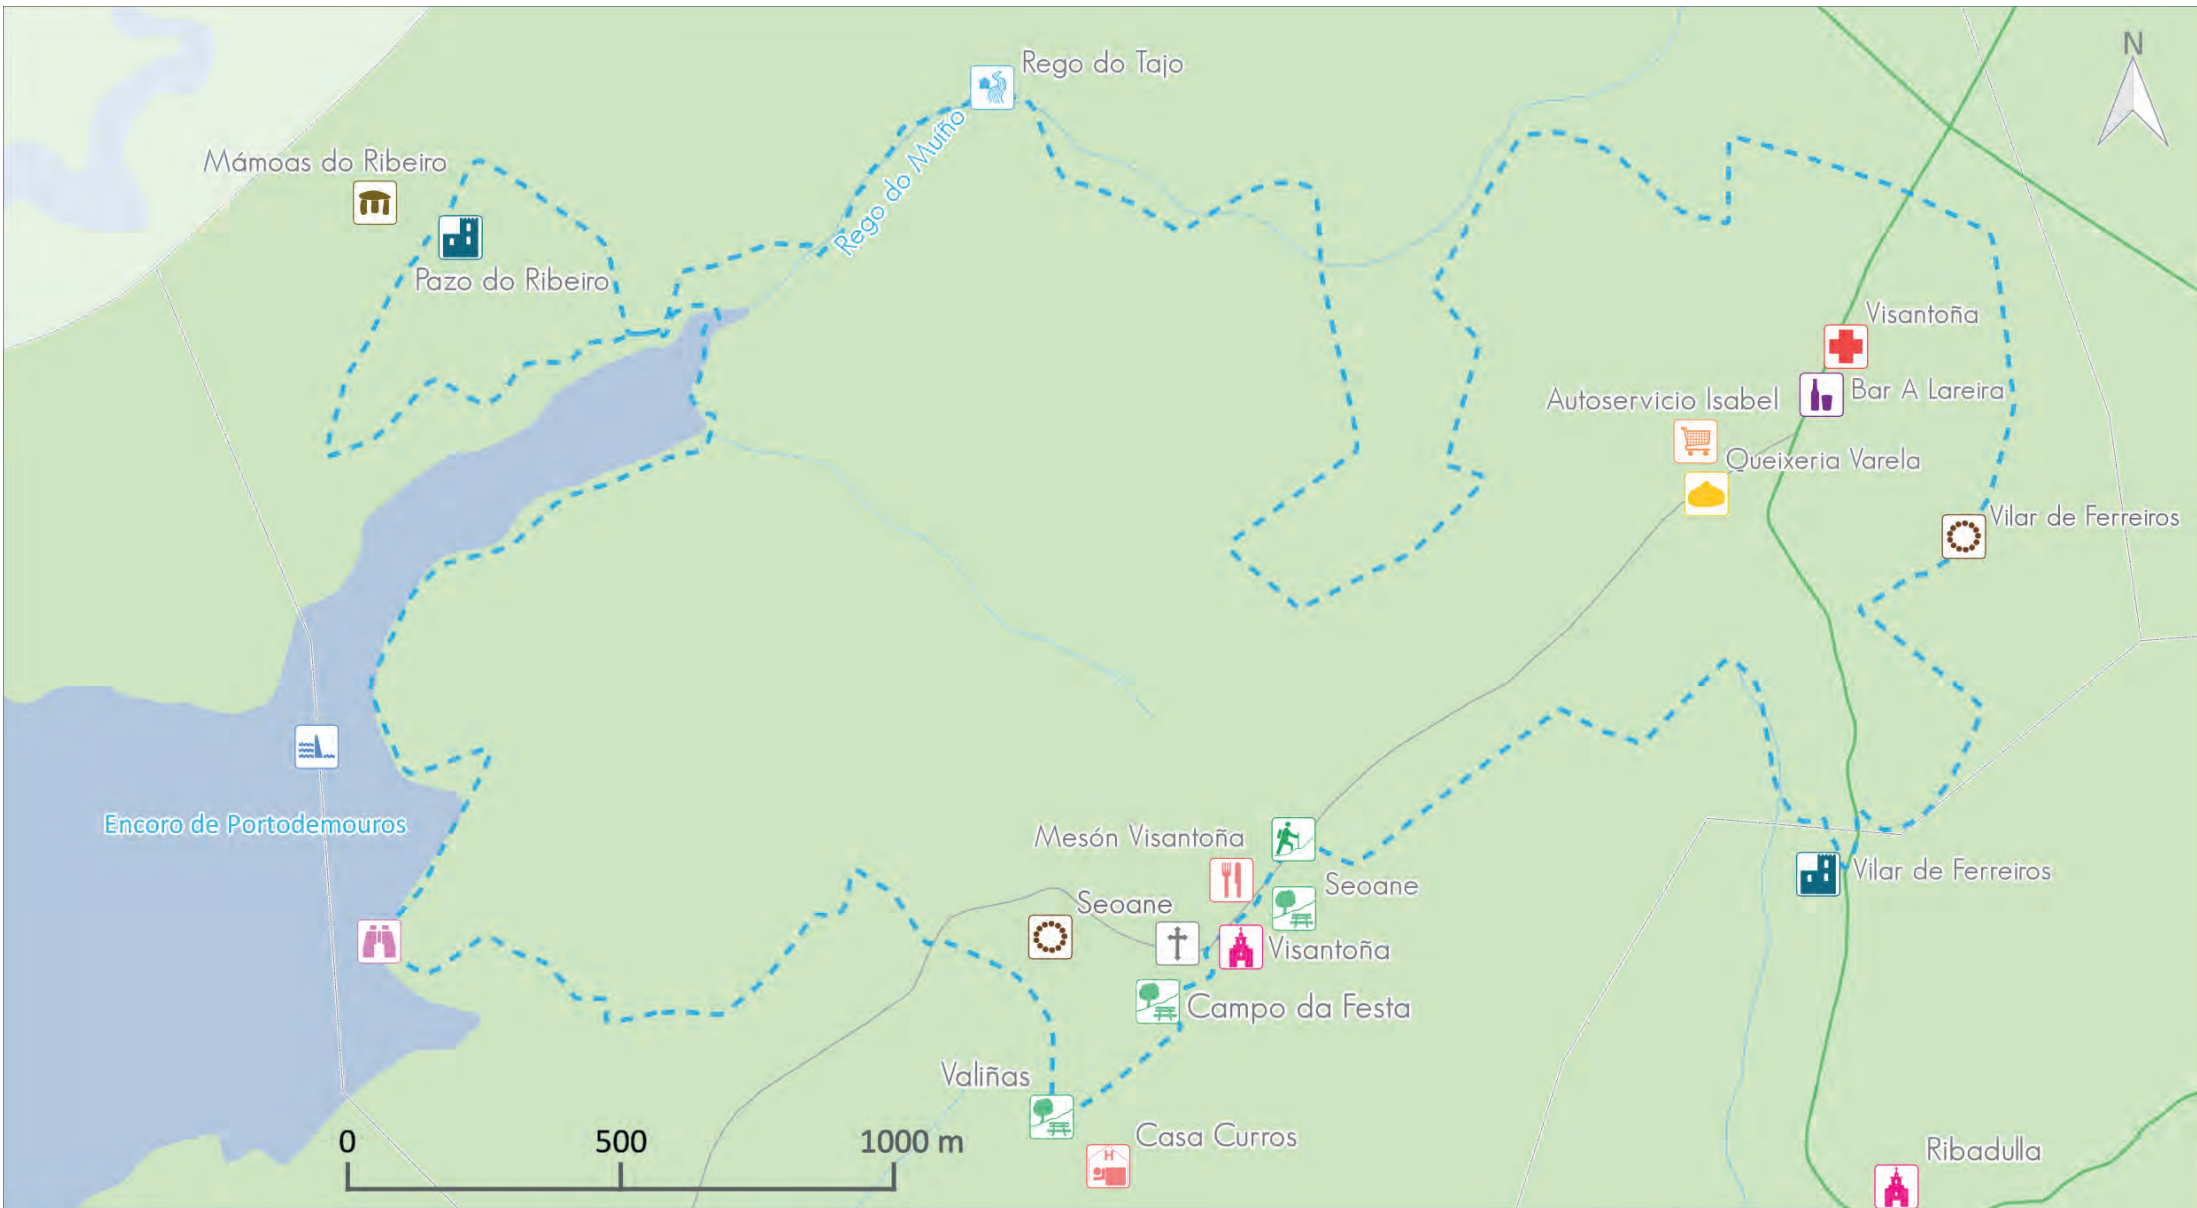 N
Rego do Tajo
Rego do Muíño
Mámoas do Ribeiro
Pazo do Ribeiro
Visantoña
Bar A Lareira
Autoservicio Isabel
Queixeria Varela
Vilar de Ferreiros
Encoro de Portodemouros
Mesón Visantoña
Seoane
Vilar de Ferreiros
Seoane
Visantoña
Campo da Festa
Valiñas
Casa Curros
H
Ribadulla
0 500 1000 m